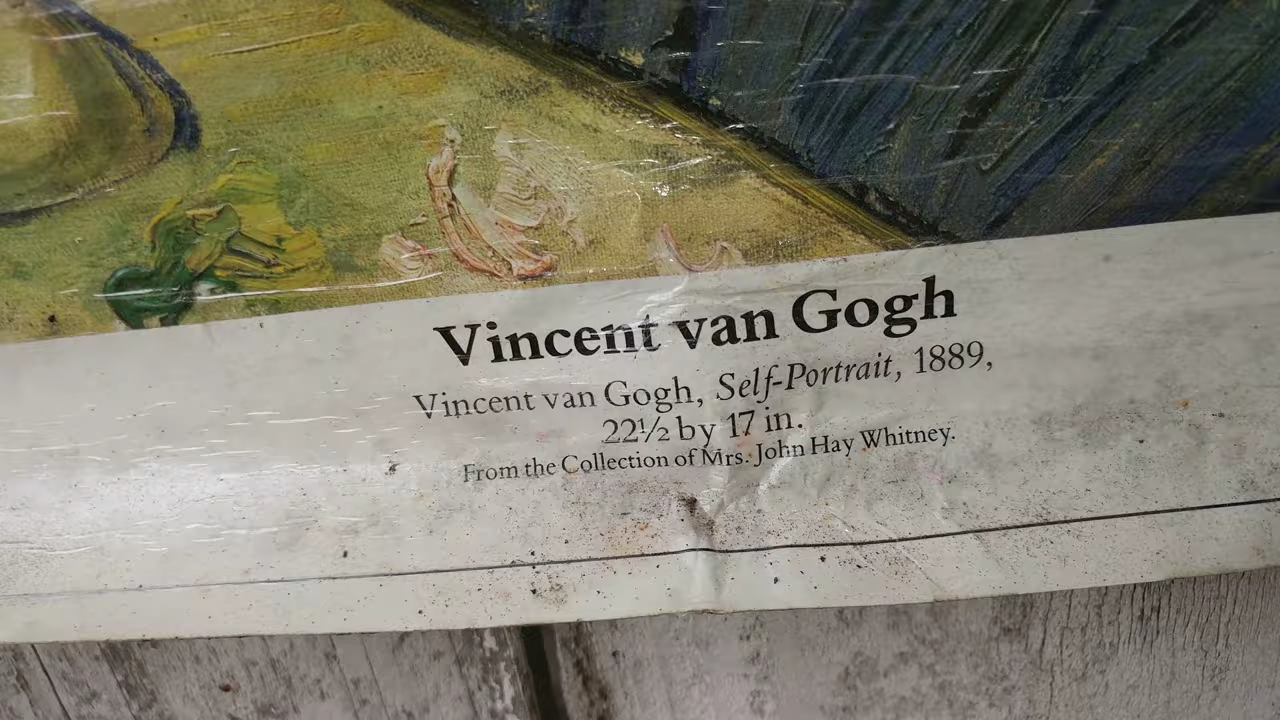 Vincent van Gogh
Vincent van Gogh, Self-Portrait, 1889,
22½ by 17 in.
From the Collection of Mrs. John Hay Whitney.